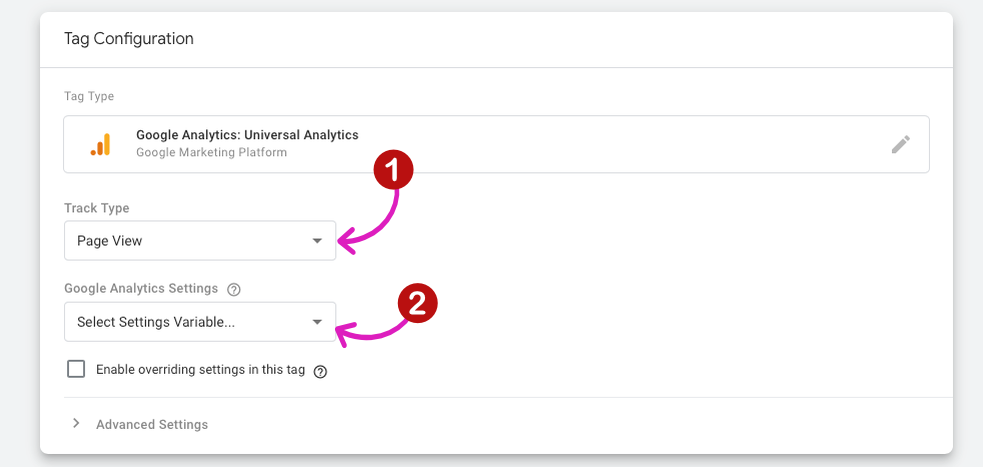 Tag Configuration
Tag Type
Google Analytics: Universal Analytics
Google Marketing Platform
1
Track Type
Page View
Google Analytics Settings ?
2
Select Settings Variable...
Enable overriding settings in this tag ?
Advanced Settings